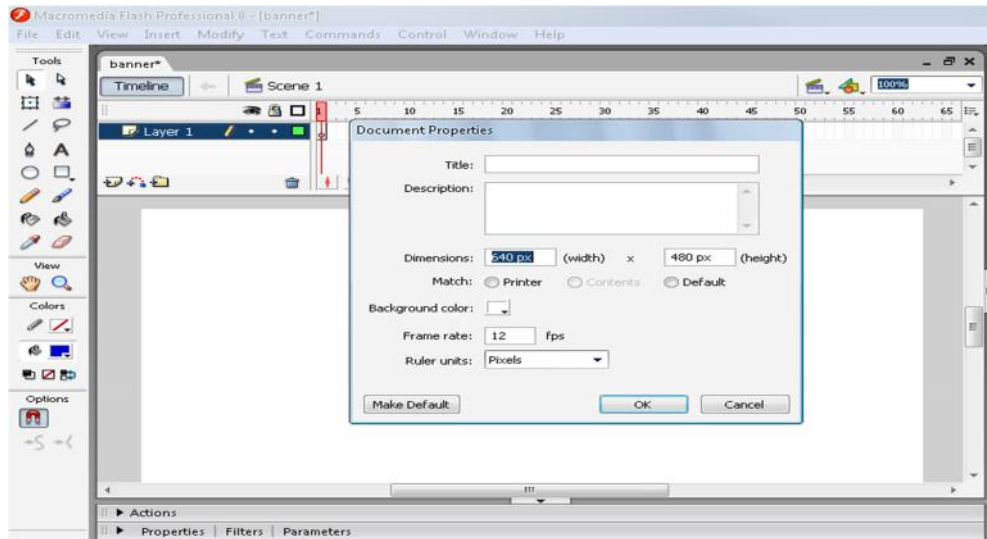 Macromedia Flash Professional 8 - [banner*]
File Edit View Insert Modify Text Commands Control Window Help
Tools
banner*
Timeline Scene 1 100%
5 10 15 20 25 30 35 40 45 50 55 60 65
Layer 1
Document Properties
Title:
Description:
Dimensions: 640 px (width) x 480 px (height)
Match: Printer Contents Default
Background color:
Frame rate: 12 fps
Ruler units: Pixels
Make Default OK Cancel
View
Colors
Options
Actions
Properties Filters Parameters